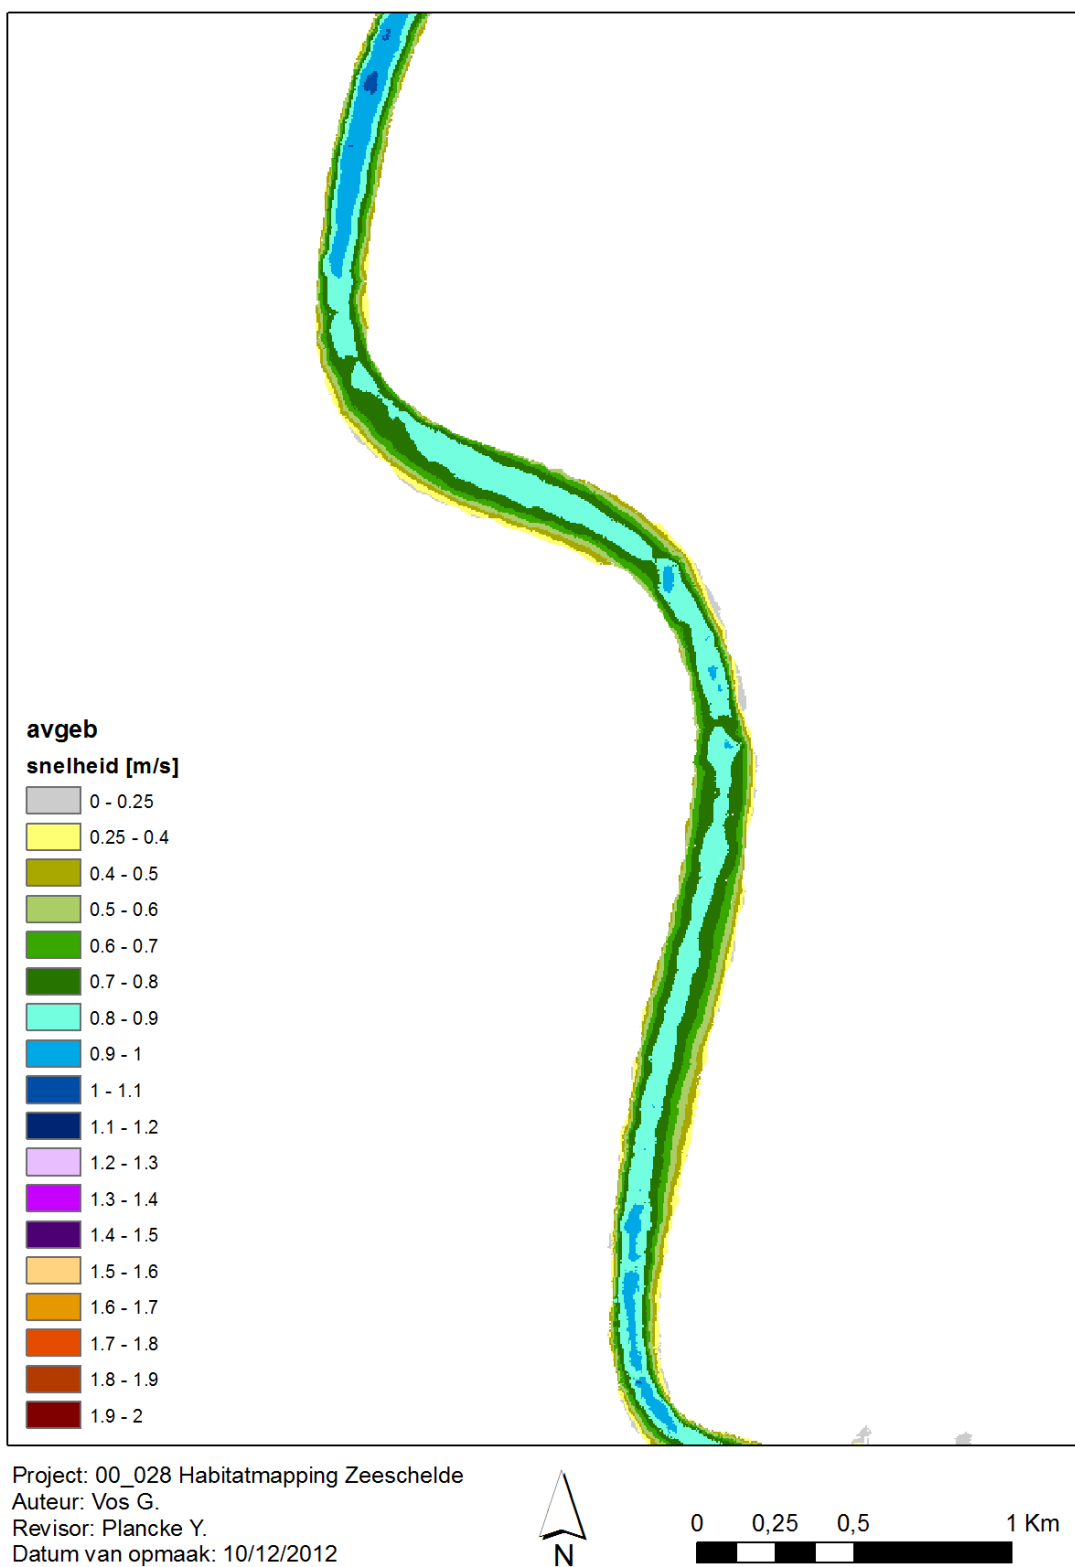 avgeb
snelheid [m/s]
0 - 0.25
0.25 - 0.4
0.4 - 0.5
0.5 - 0.6
0.6 - 0.7
0.7 - 0.8
0.8 - 0.9
0.9 - 1
1 - 1.1
1.1 - 1.2
1.2 - 1.3
1.3 - 1.4
1.4 - 1.5
1.5 - 1.6
1.6 - 1.7
1.7 - 1.8
1.8 - 1.9
1.9 - 2
Project: 00_028 Habitatmapping Zeeschelde
Auteur: Vos G.
Revisor: Plancke Y.
Datum van opmaak: 10/12/2012
N
0 0,25 0,5 1 Km